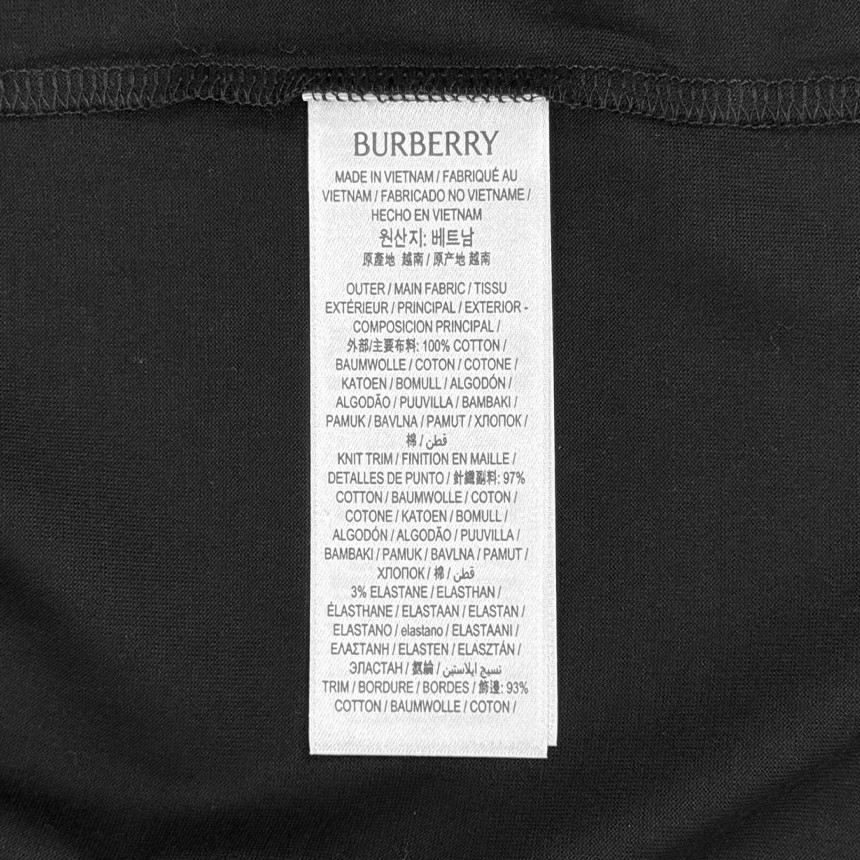 BURBERRY
MADE IN VIETNAM / FABRIQUÉ AU
VIETNAM / FABRICADO NO VIETNAME /
HECHO EN VIETNAM
원산지: 베트남
原產地 越南 / 原产地 越南
OUTER / MAIN FABRIC / TISSU
EXTÉRIEUR / PRINCIPAL / EXTERIOR -
COMPOSICION PRINCIPAL /
外部/主要布料: 100% COTTON /
BAUMWOLLE / COTON / COTONE /
KATOEN / BOMULL / ALGODÓN /
ALGODÃO / PUUVILLA / BAMBAKI /
PAMUK / BAVLNA / PAMUT / ХЛОПОК /
棉 / قطن
KNIT TRIM / FINITION EN MAILLE /
DETALLES DE PUNTO / 針織副料: 97%
COTTON / BAUMWOLLE / COTON /
COTONE / KATOEN / BOMULL /
ALGODÓN / ALGODÃO / PUUVILLA /
BAMBAKI / PAMUK / BAVLNA / PAMUT /
ХЛОПОК / 棉 / قطن
3% ELASTANE / ELASTHAN /
ÉLASTHANE / ELASTAAN / ELASTAN /
ELASTANO / elastano / ELASTAANI /
ΕΛΑΣΤΑΝΗ / ELASTEN / ELASZTÁN /
ЭЛАСТАН / 氨綸 / نسيج ايلاستين
TRIM / BORDURE / BORDES / 飾邊: 93%
COTTON / BAUMWOLLE / COTON /